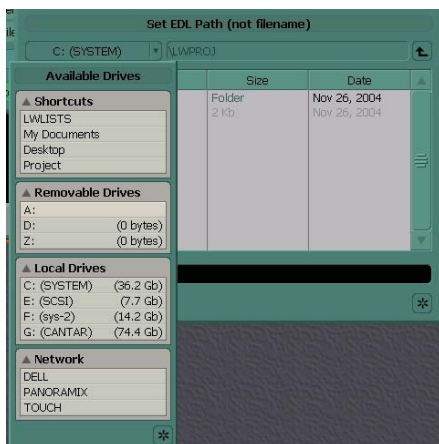 Set EDL Path (not filename)
C: (SYSTEM) \LWPROJ
Available Drives
Size Date
Shortcuts
Folder Nov 26, 2004
2 Kb Nov 26, 2004
LWLISTS
My Documents
Desktop
Project
Removable Drives
A:
D: (0 bytes)
Z: (0 bytes)
Local Drives
C: (SYSTEM) (36.2 Gb)
E: (SCSI) (7.7 Gb)
F: (sys-2) (14.2 Gb)
G: (CANTAR) (74.4 Gb)
Network
DELL
PANORAMIX
TOUCH